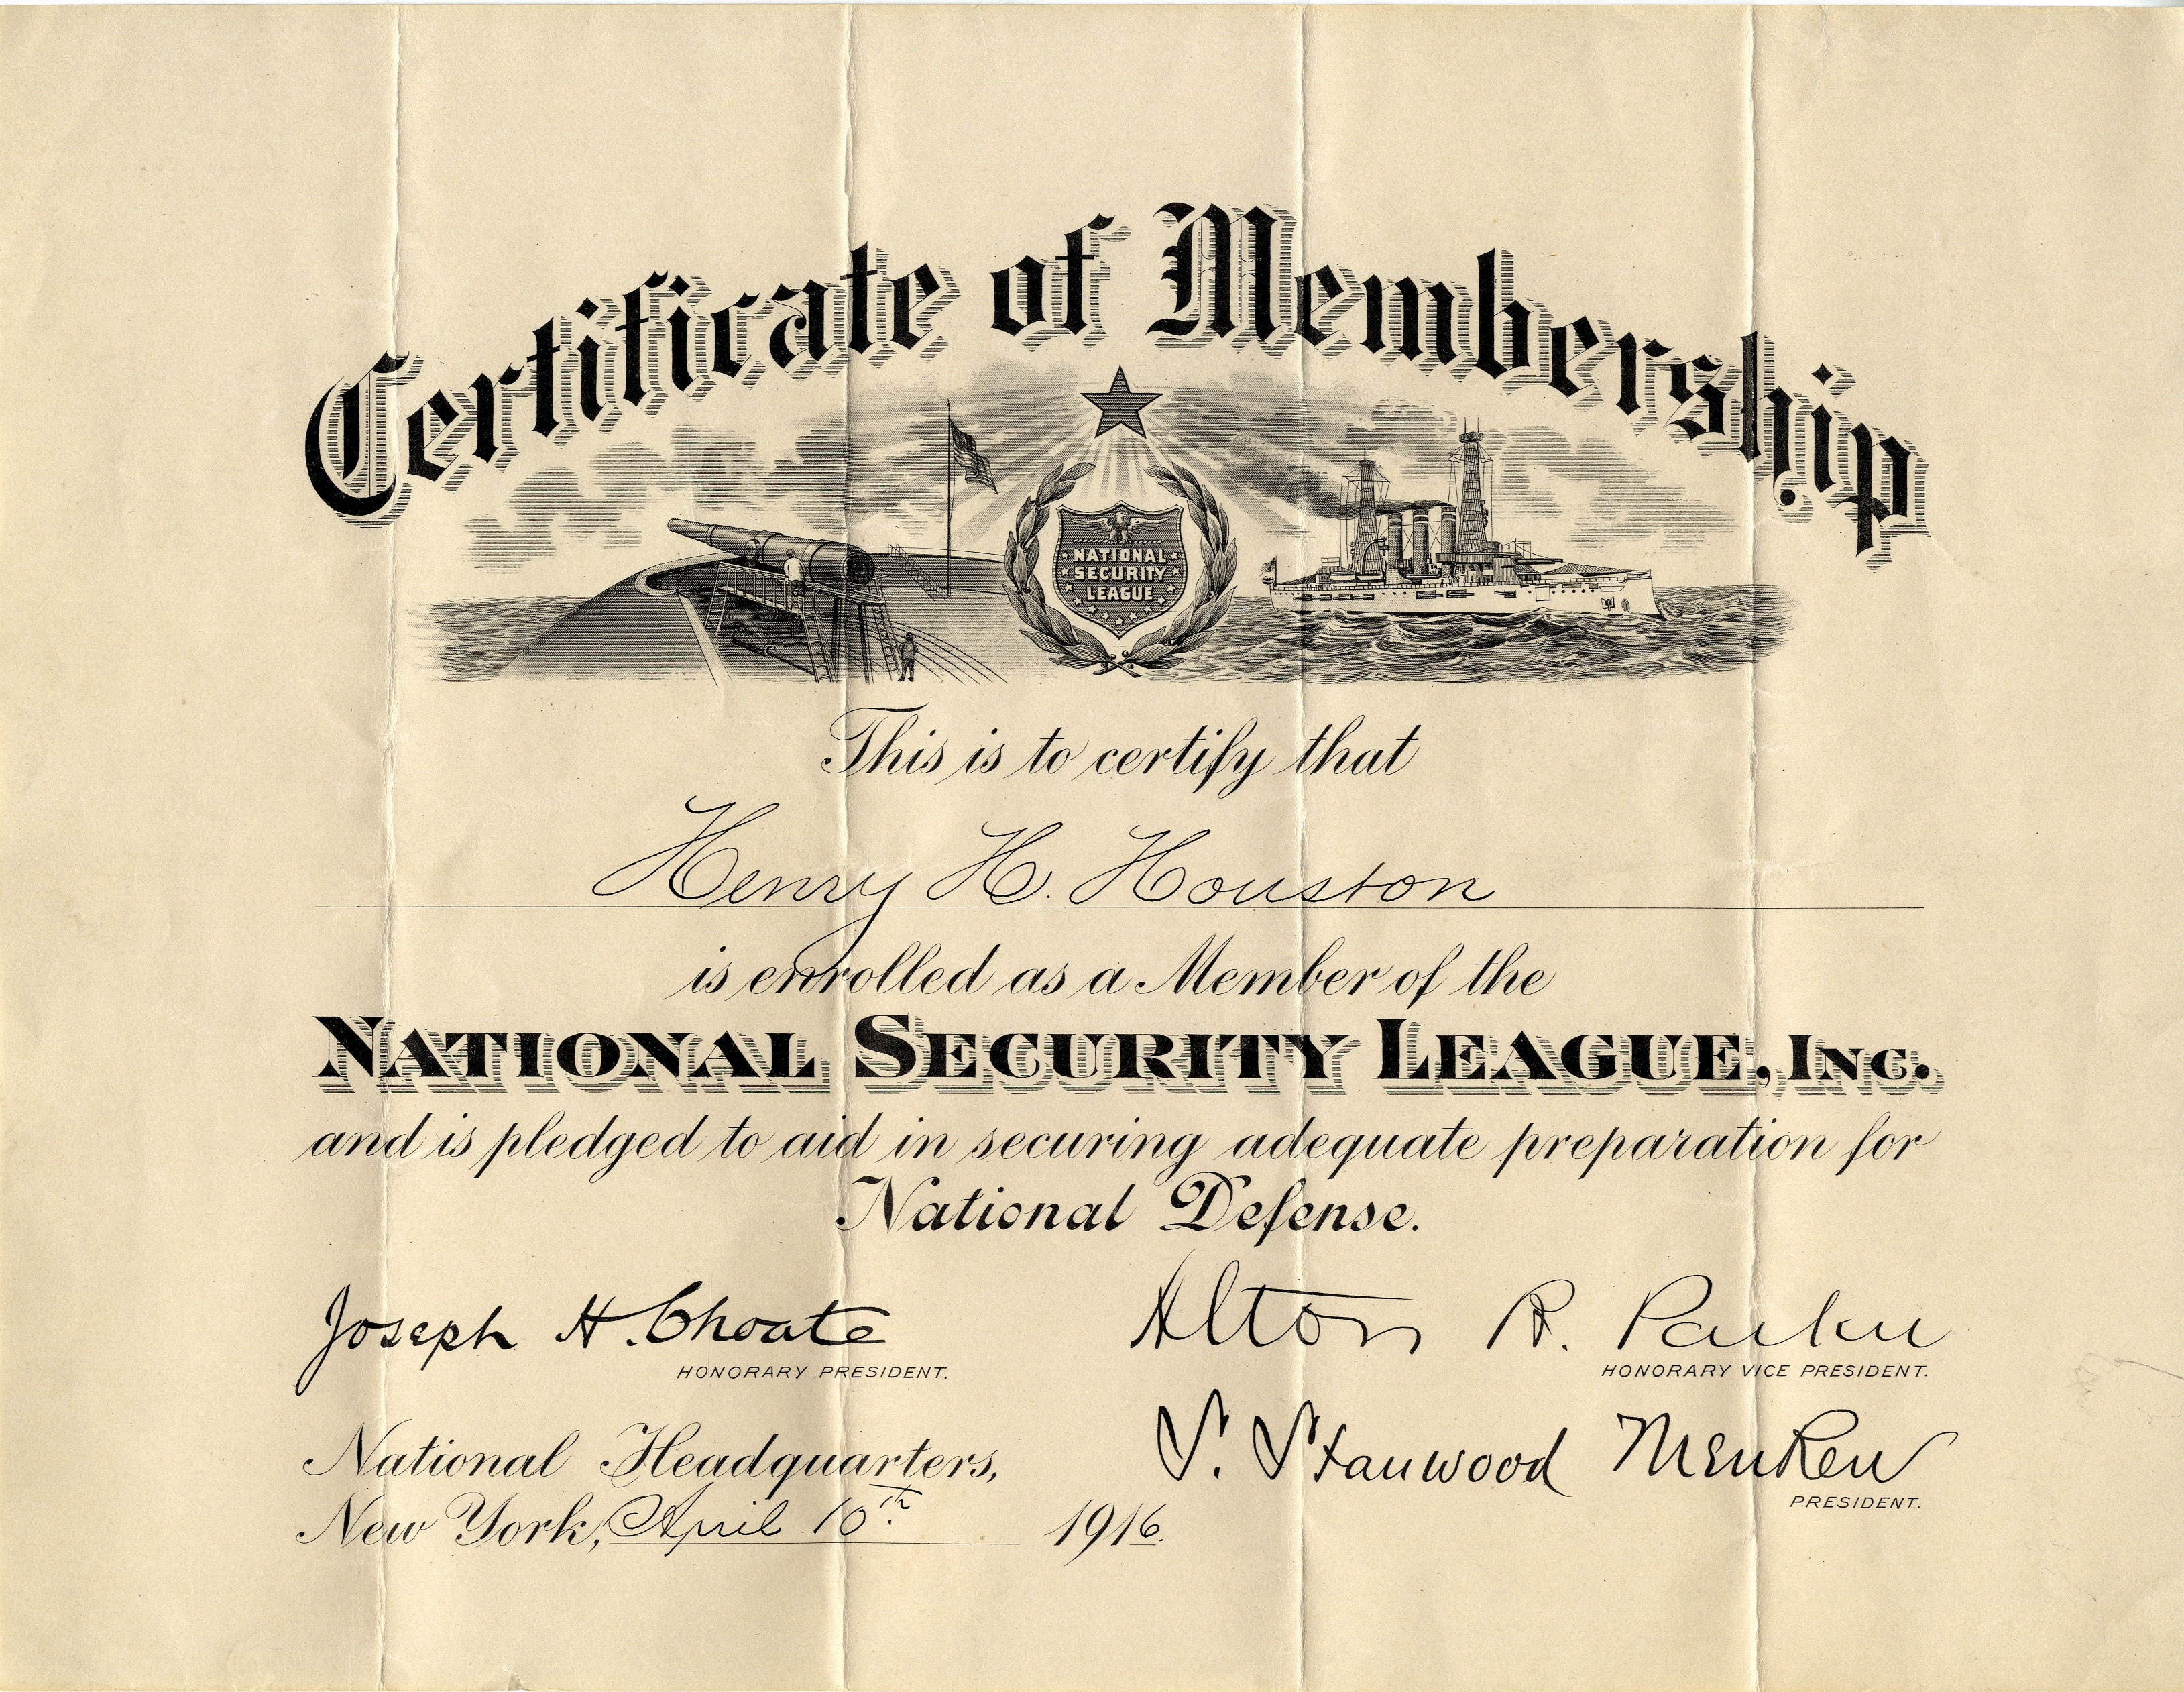 Certificate of Membership
NATIONAL
SECURITY
LEAGUE
This is to certify that
Henry H. Houston
is enrolled as a Member of the
NATIONAL SECURITY LEAGUE, INC.
and is pledged to aid in securing adequate preparation for
National Defense.
Joseph H. Choate
HONORARY PRESIDENT.
Alton B. Parker
HONORARY VICE PRESIDENT.
S. Stanwood Menken
PRESIDENT.
National Headquarters,
New York, April 10th. 1916.